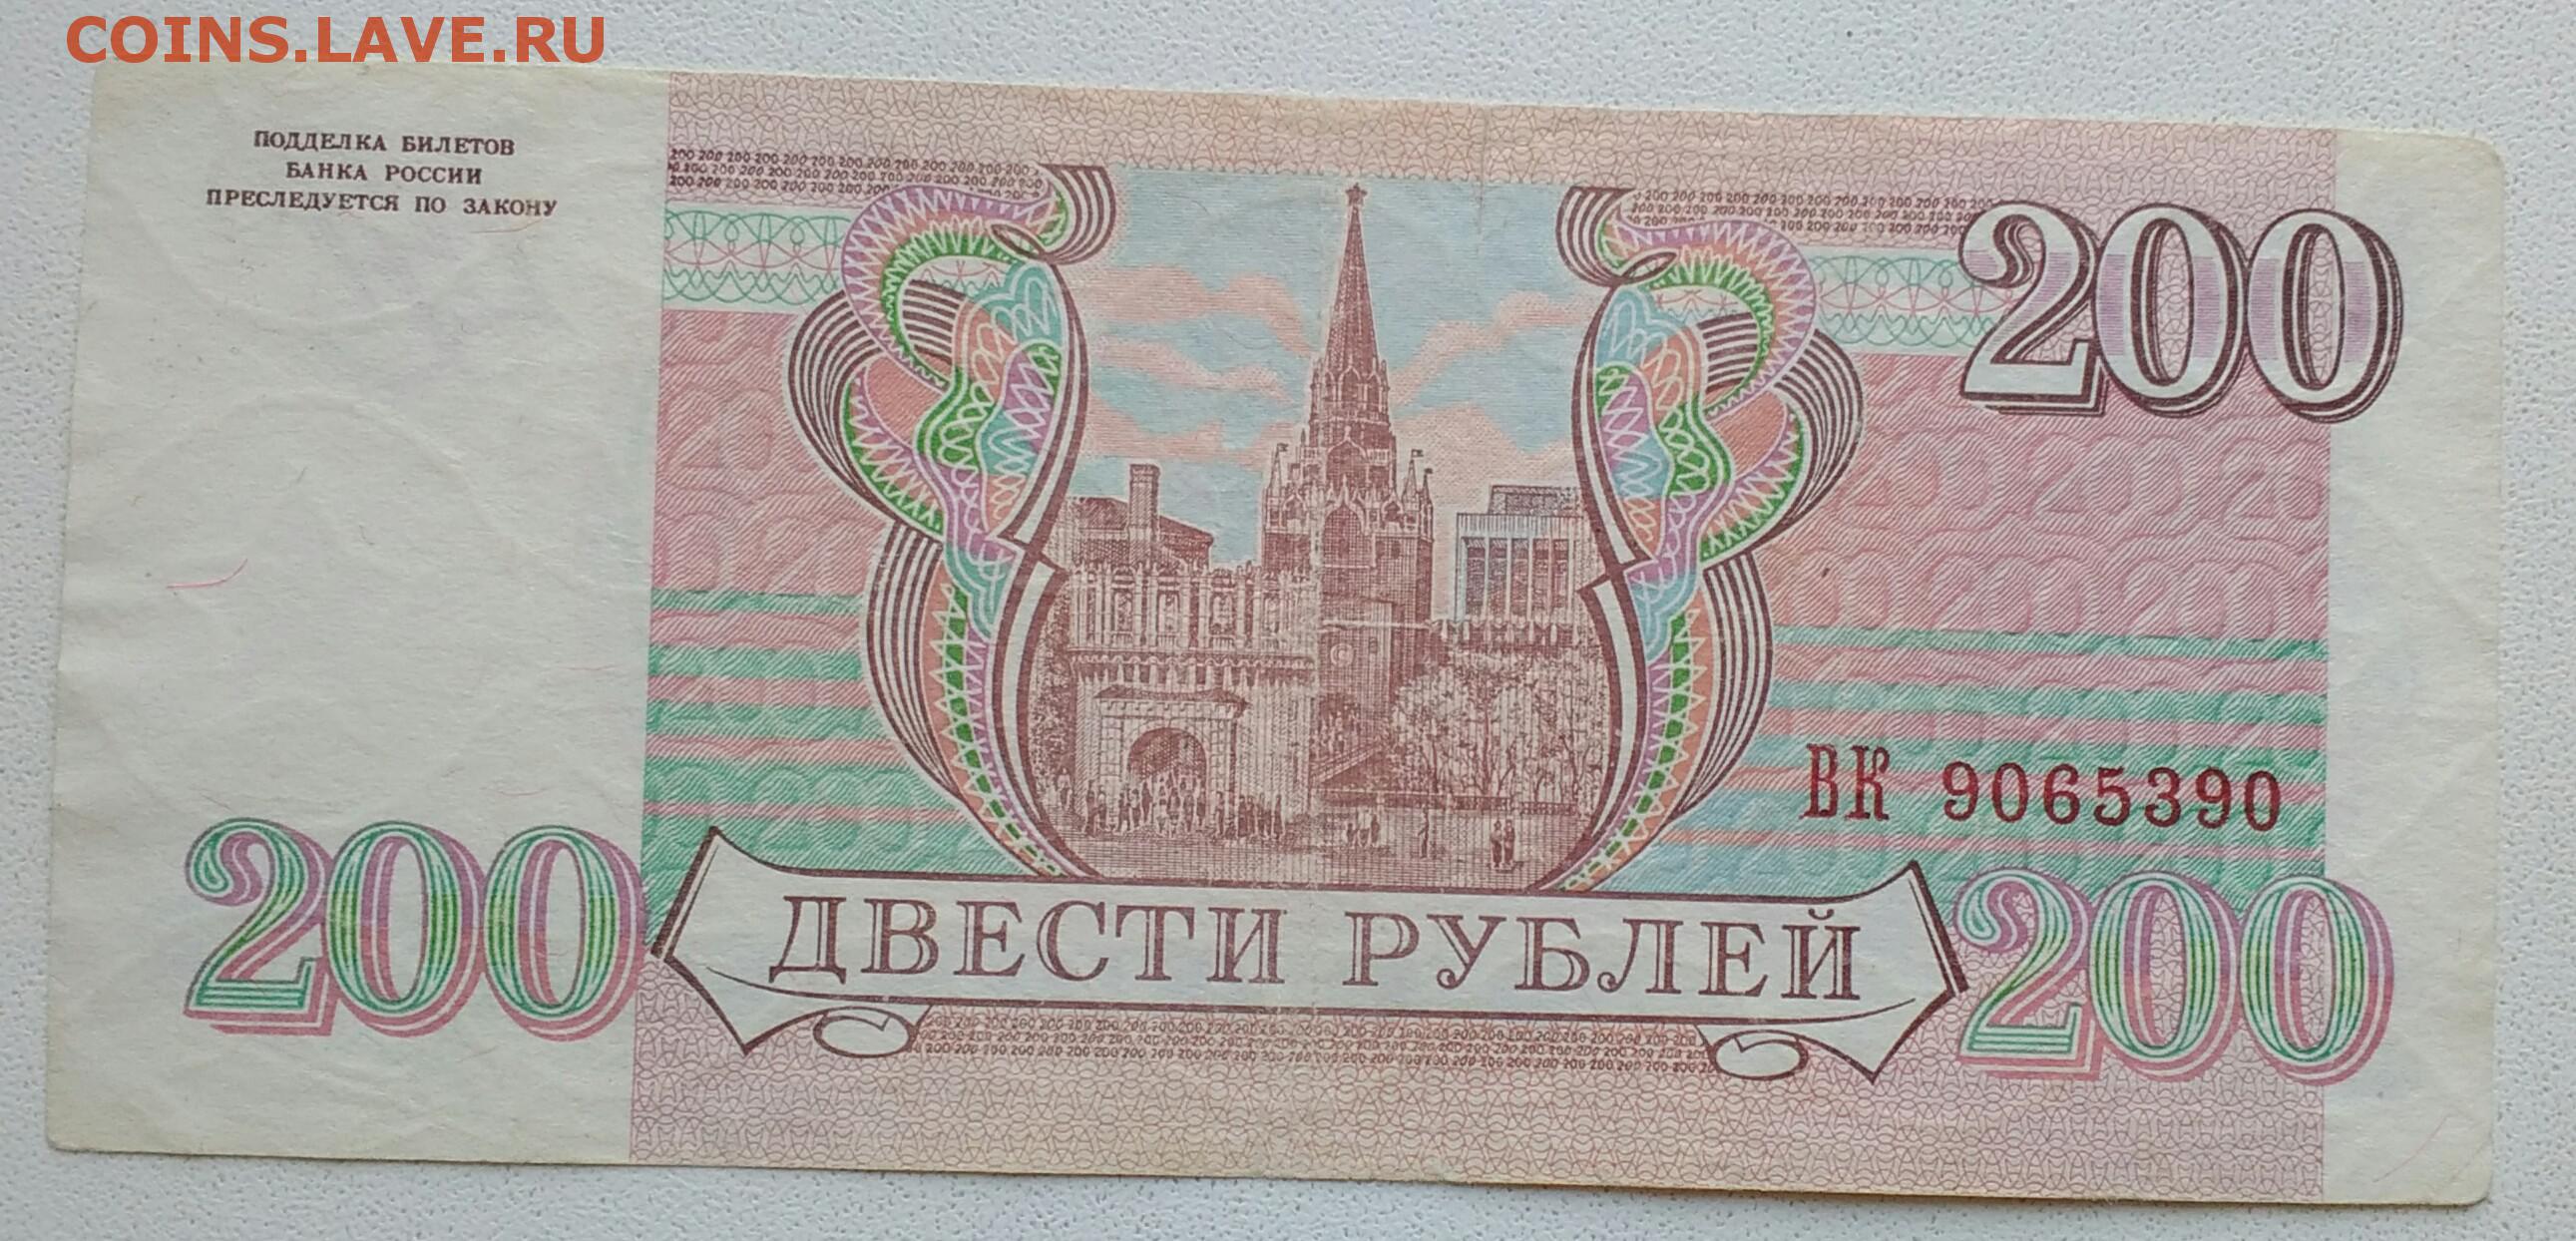 COINS.LAVE.RU
ПОДДЕЛКА БИЛЕТОВ
БАНКА РОССИИ
ПРЕСЛЕДУЕТСЯ ПО ЗАКОНУ
200
ВК 9065390
200
ДВЕСТИ РУБЛЕЙ
200